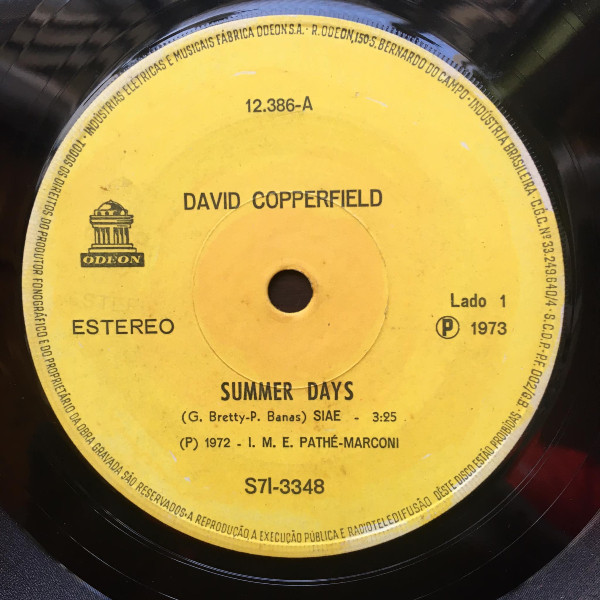 TODOS OS DIREITOS DO PRODUTOR FONOGRÁFICO E DO PROPRIETÁRIO DA OBRA GRAVADA SÃO RESERVADOS•A REPRODUÇÃO, A EXECUÇÃO PÚBLICA E RADIOTELEDIFUSÃO DÊSTE DISCO ESTÃO PROIBIDAS•
INDÚSTRIAS ELÉTRICAS E MUSICAIS FÁBRICA ODEON S.A. • R. ODEON, 150 S. BERNARDO DO CAMPO • INDÚSTRIA BRASILEIRA • C.G.C. Nº 33.249.640/4 • S.C.D.P.-P.F. 002/G.B.
12.386-A
DAVID COPPERFIELD
ODEON
ESTEREO
Lado 1
Ⓟ 1973
SUMMER DAYS
(G. Bretty-P. Banas) SIAE - 3:25
(P) 1972 - I. M. E. PATHÉ-MARCONI
S7I-3348